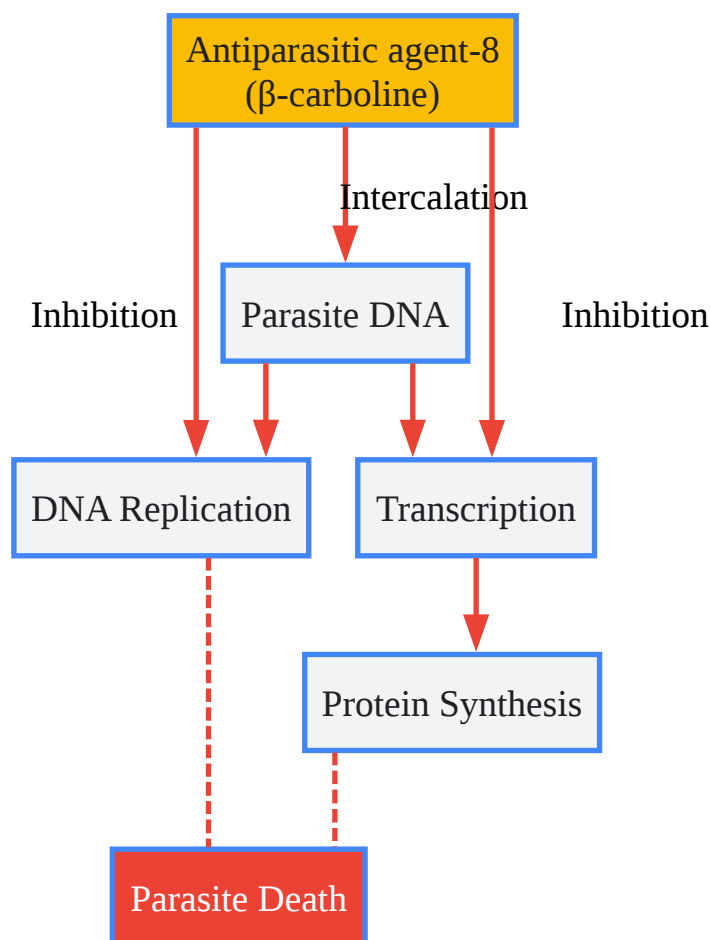 Antiparasitic agent-8
(β-carboline)
Intercalation
Inhibition
Parasite DNA
Inhibition
DNA Replication
Transcription
Protein Synthesis
Parasite Death